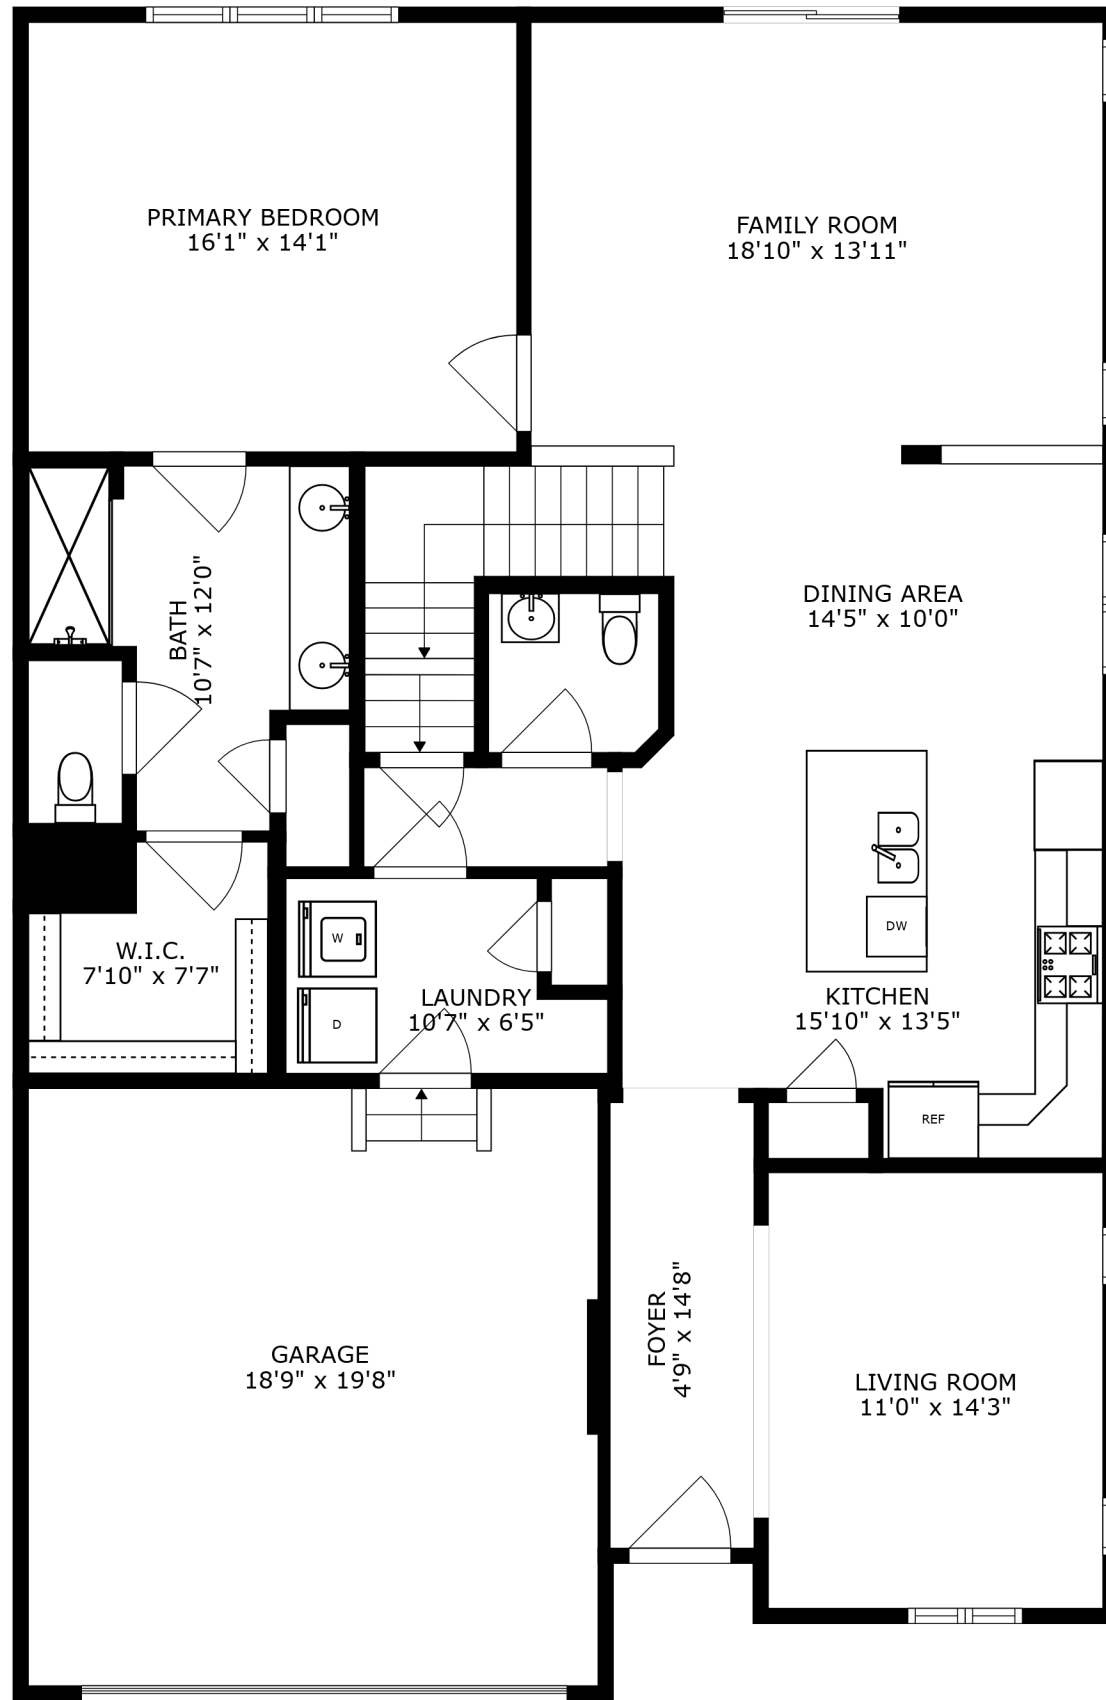 PRIMARY BEDROOM
16'1" x 14'1"
FAMILY ROOM
18'10" x 13'11"
BATH
10'7" x 12'0"
DINING AREA
14'5" x 10'0"
W.I.C.
7'10" x 7'7"
W
D
LAUNDRY
10'7" x 6'5"
DW
KITCHEN
15'10" x 13'5"
REF
GARAGE
18'9" x 19'8"
FOYER
4'9" x 14'8"
LIVING ROOM
11'0" x 14'3"